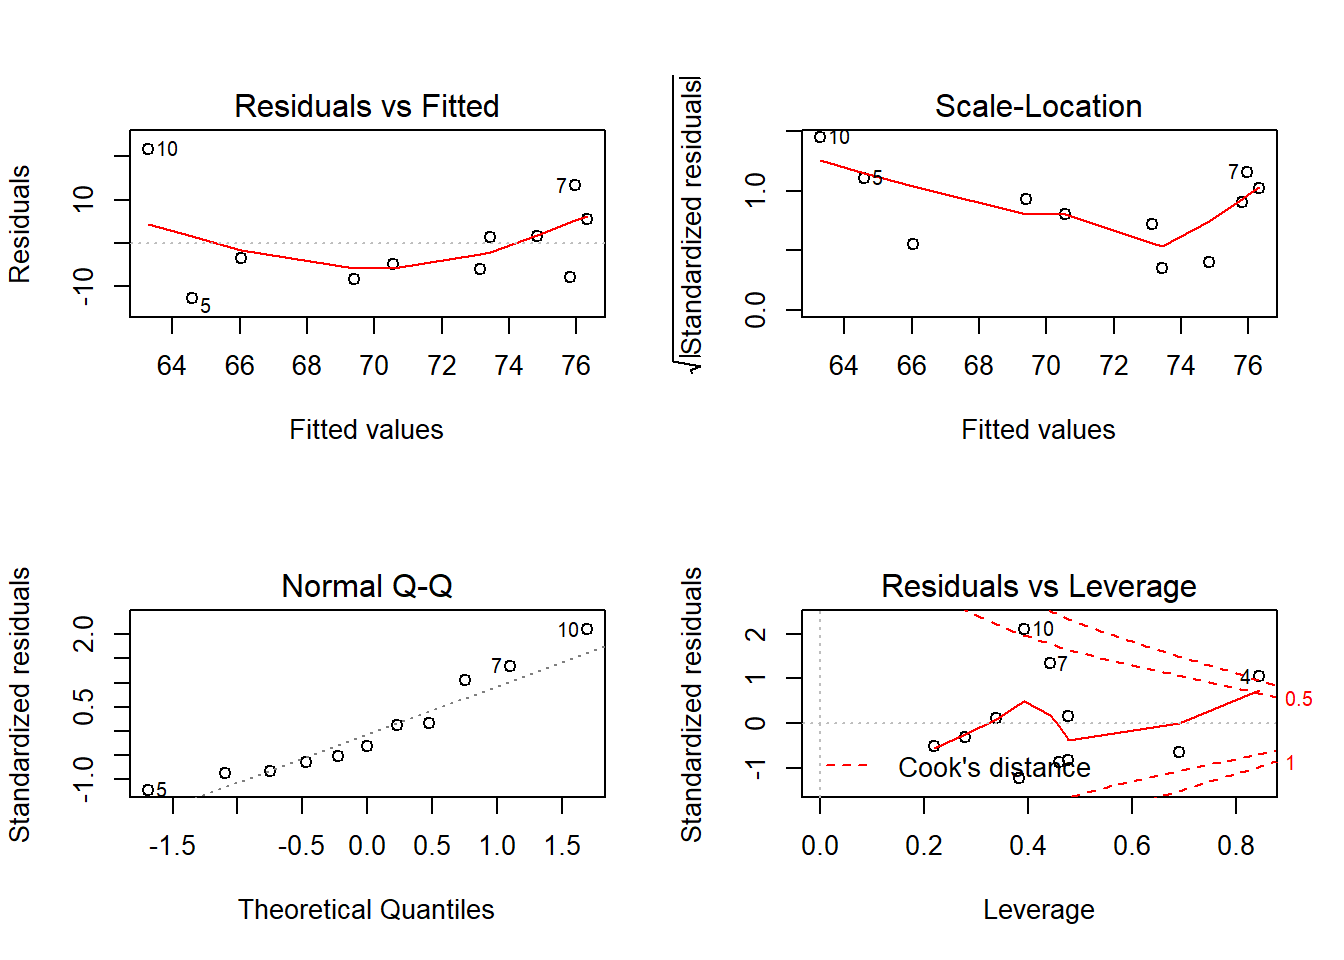 Residuals vs Fitted
Residuals
10
-10
10
5
7
64 66 68 70 72 74 76
Fitted values
Scale-Location
√|Standardized residuals|
1.0
0.0
10
5
7
64 66 68 70 72 74 76
Fitted values
Normal Q-Q
Standardized residuals
2.0
0.5
-1.0
10
7
5
-1.5 -0.5 0.0 0.5 1.0 1.5
Theoretical Quantiles
Residuals vs Leverage
Standardized residuals
2
1
0
-1
10
7
4
0.5
1
Cook's distance
0.0 0.2 0.4 0.6 0.8
Leverage